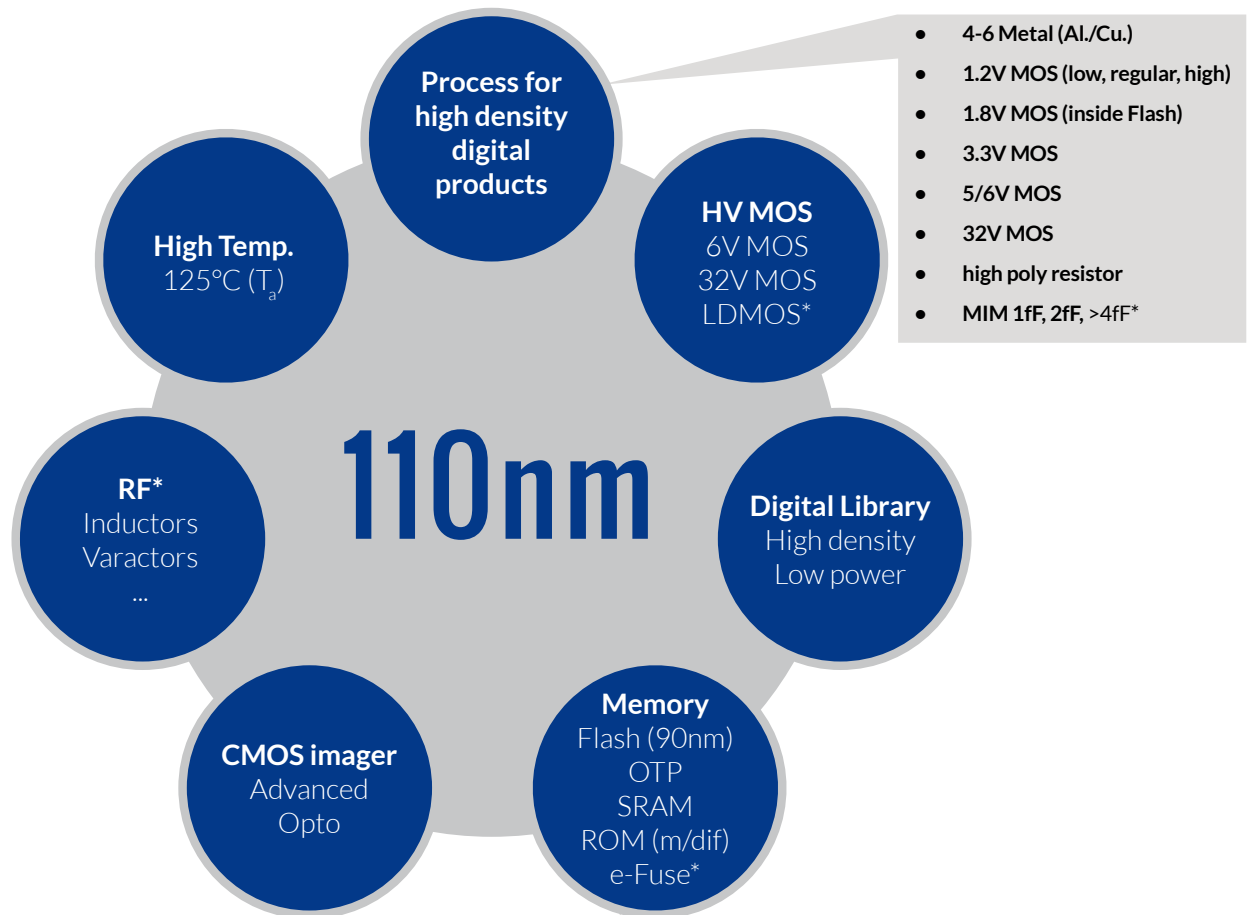 Process for
high density
digital
products
● 4-6 Metal (Al./Cu.)
● 1.2V MOS (low, regular, high)
● 1.8V MOS (inside Flash)
● 3.3V MOS
● 5/6V MOS
● 32V MOS
● high poly resistor
● MIM 1fF, 2fF, >4fF*
HV MOS
6V MOS
32V MOS
LDMOS*
High Temp.
125°C (Ta)
110nm
RF*
Inductors
Varactors
...
Digital Library
High density
Low power
CMOS imager
Advanced
Opto
Memory
Flash (90nm)
OTP
SRAM
ROM (m/dif)
e-Fuse*